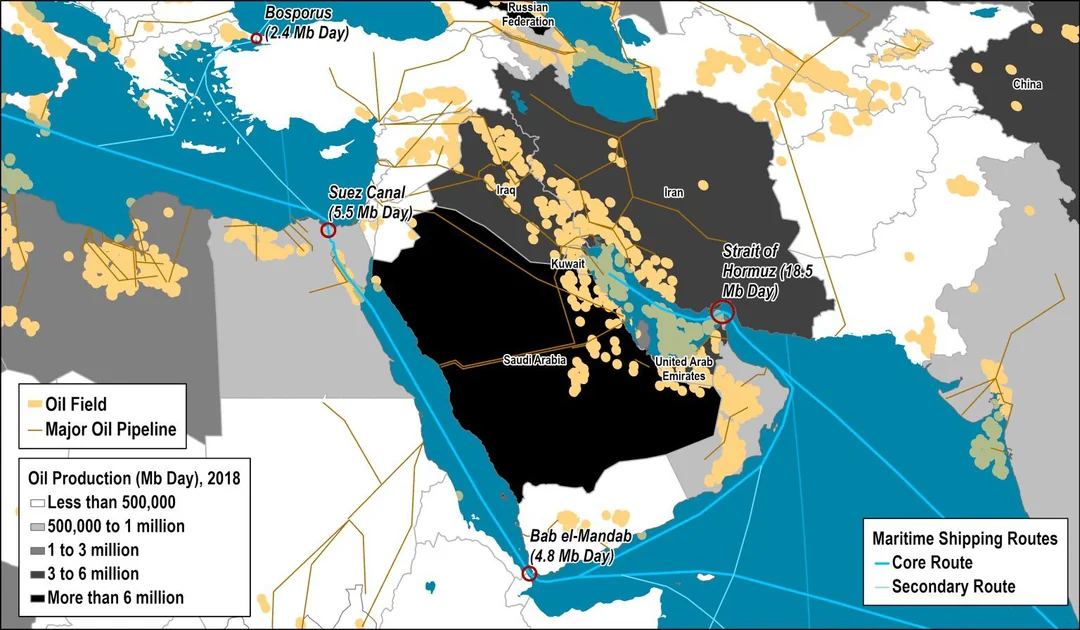 Bosporus
(2.4 Mb Day)
Russian
Federation
China
Suez Canal
(5.5 Mb Day)
Iraq
Iran
Kuwait
Strait of
Hormuz (18.5
Mb Day)
Saudi Arabia
United Arab
Emirates
Bab el-Mandab
(4.8 Mb Day)
Oil Field
Major Oil Pipeline
Oil Production (Mb Day), 2018
Less than 500,000
500,000 to 1 million
1 to 3 million
3 to 6 million
More than 6 million
Maritime Shipping Routes
Core Route
Secondary Route